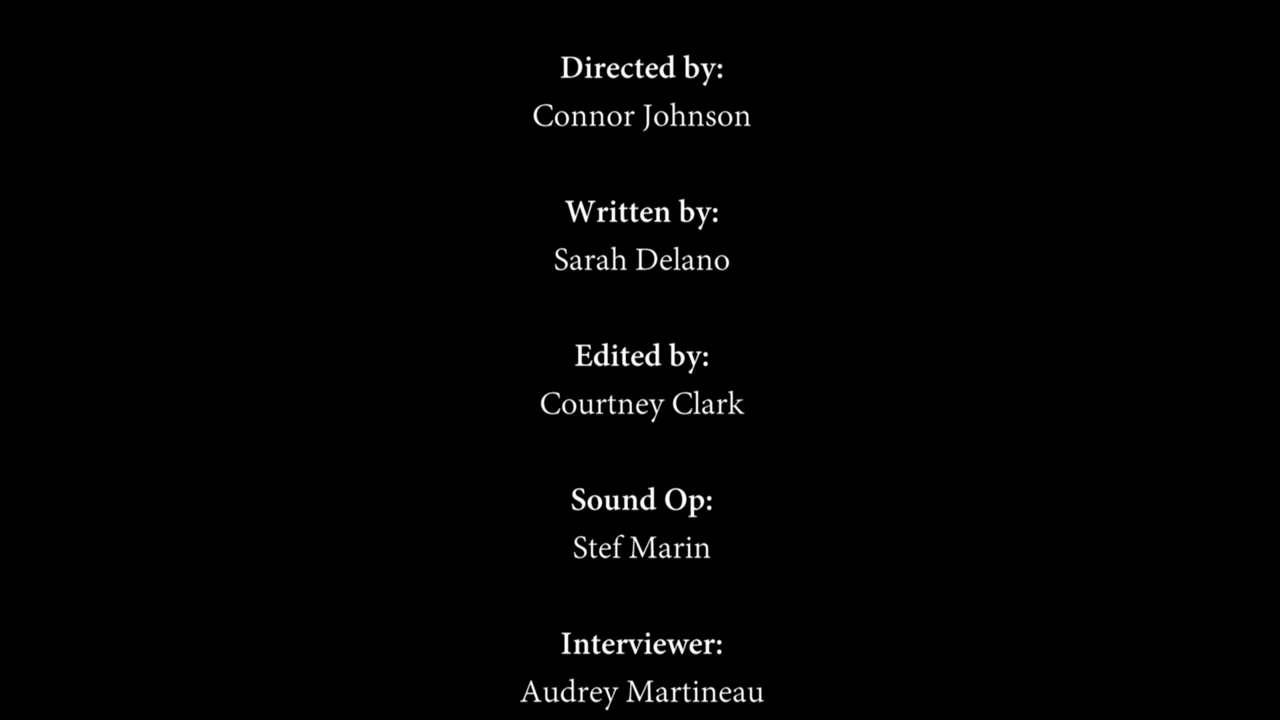 Directed by:
Connor Johnson
Written by:
Sarah Delano
Edited by:
Courtney Clark
Sound Op:
Stef Marin
Interviewer:
Audrey Martineau